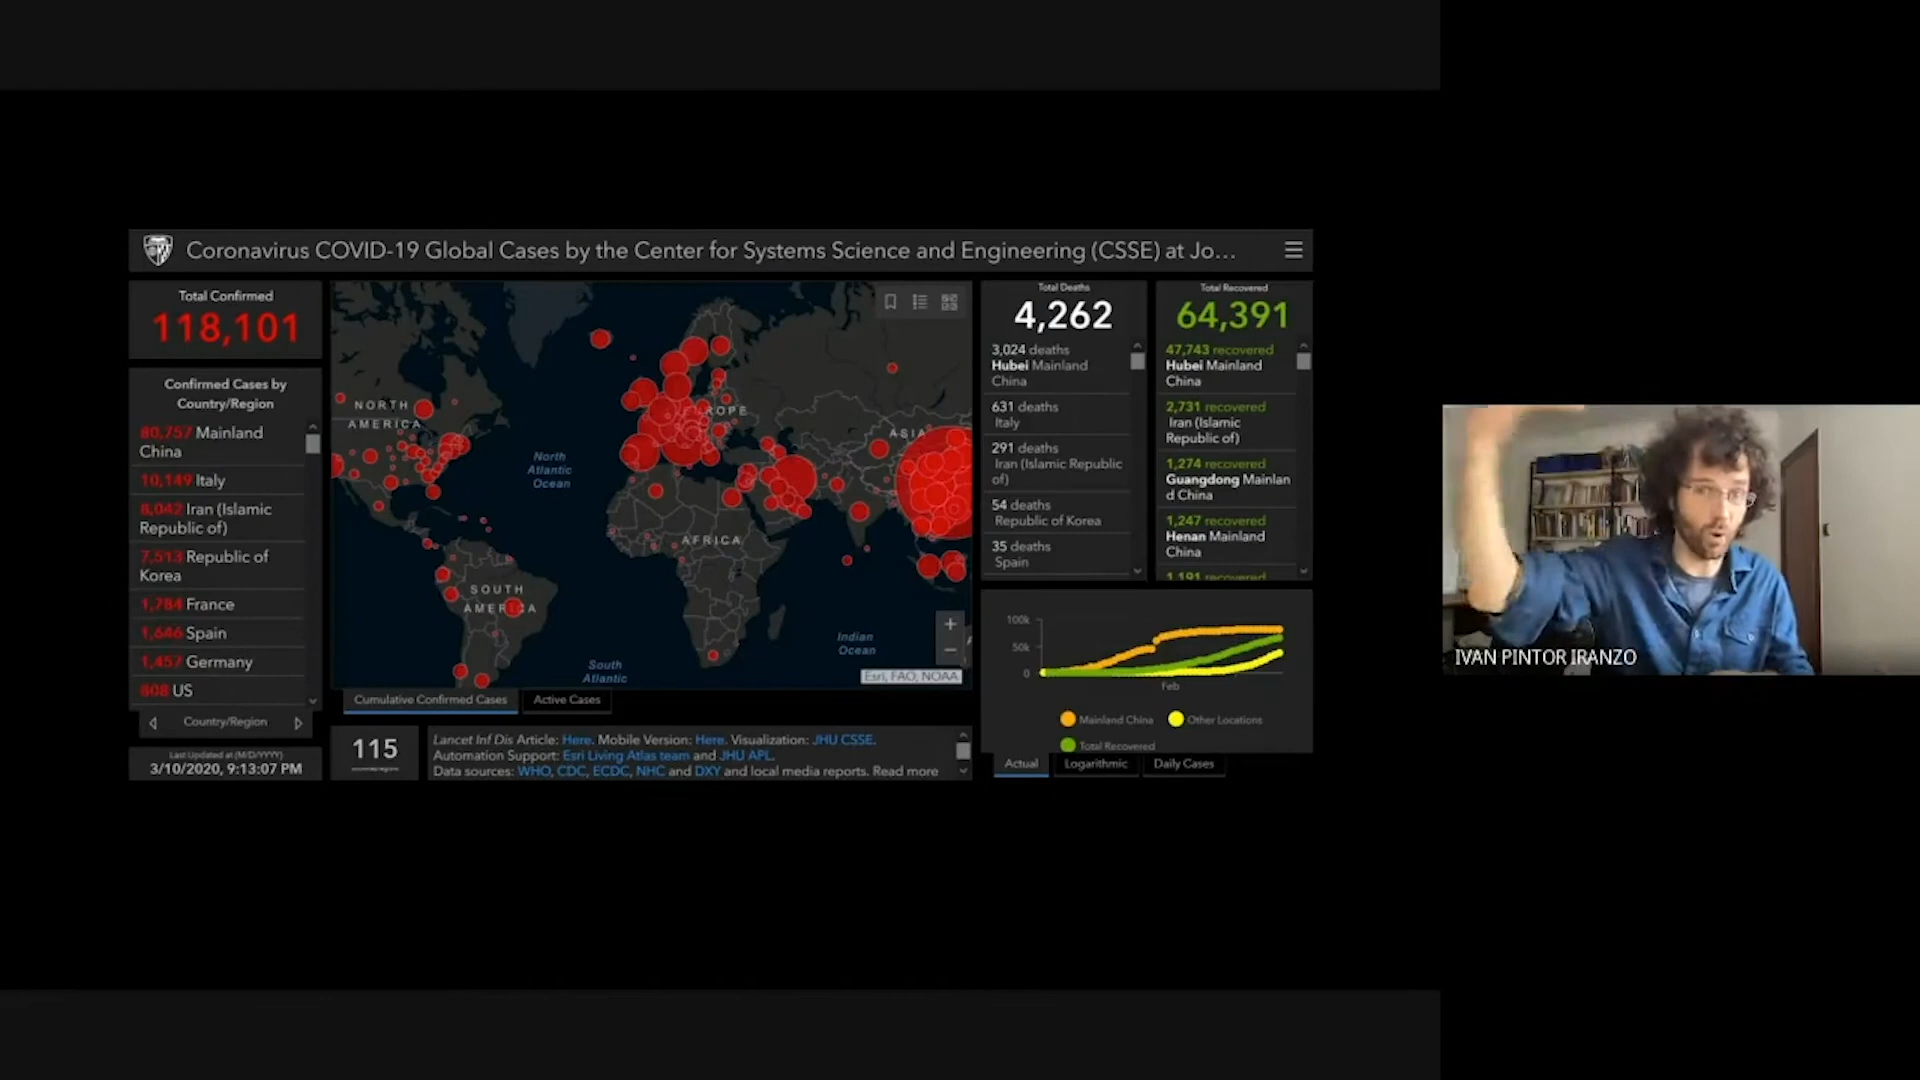 Coronavirus COVID-19 Global Cases by the Center for Systems Science and Engineering (CSSE) at Jo...
Total Confirmed
118,101
Confirmed Cases by
Country/Region
80,757 Mainland
China
10,149 Italy
8,042 Iran (Islamic
Republic of)
7,513 Republic of
Korea
1,784 France
1,646 Spain
1,457 Germany
808 US
Country/Region
Last Updated at (M/D/YYYY)
3/10/2020, 9:13:07 PM
NORTH
AMERICA
North
Atlantic
Ocean
EUROPE
ASIA
AFRICA
SOUTH
AMERICA
Indian
Ocean
South
Atlantic
Esri, FAO, NOAA
Cumulative Confirmed Cases
Active Cases
115
Lancet Inf Dis Article: Here. Mobile Version: Here. Visualization: JHU CSSE.
Automation Support: Esri Living Atlas team and JHU APL.
Data sources: WHO, CDC, ECDC, NHC and DXY and local media reports. Read more
Total Deaths
4,262
3,024 deaths
Hubei Mainland
China
631 deaths
Italy
291 deaths
Iran (Islamic Republic
of)
54 deaths
Republic of Korea
35 deaths
Spain
Total Recovered
64,391
47,743 recovered
Hubei Mainland
China
2,731 recovered
Iran (Islamic
Republic of)
1,274 recovered
Guangdong Mainlan
d China
1,247 recovered
Henan Mainland
China
1,191 recovered
100k
50k
0
Feb
Mainland China
Other Locations
Total Recovered
Actual
Logarithmic
Daily Cases
IVAN PINTOR IRANZO